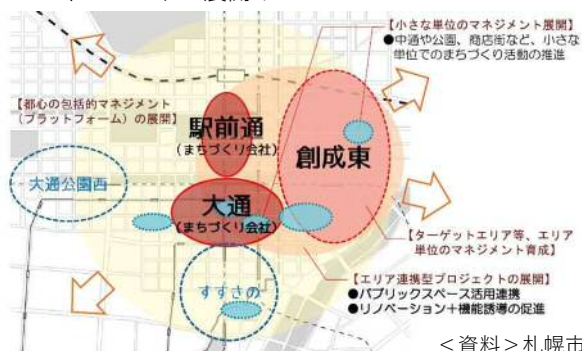 【小さな単位のマネジメント展開】
●中通や公園、商店街など、小さな
単位でのまちづくり活動の推進
【都心の包括的マネジメント
(プラットフォーム)の展開】
駅前通
(まちづくり会社)
創成東
大通公園西
大通
(まちづくり会社)
【ターゲットエリア等、エリア
単位のマネジメント育成】
すすきの
【エリア連携型プロジェクトの展開】
●パブリックスペース活用連携
●リノベーション+機能誘導の促進
<資料>札幌市